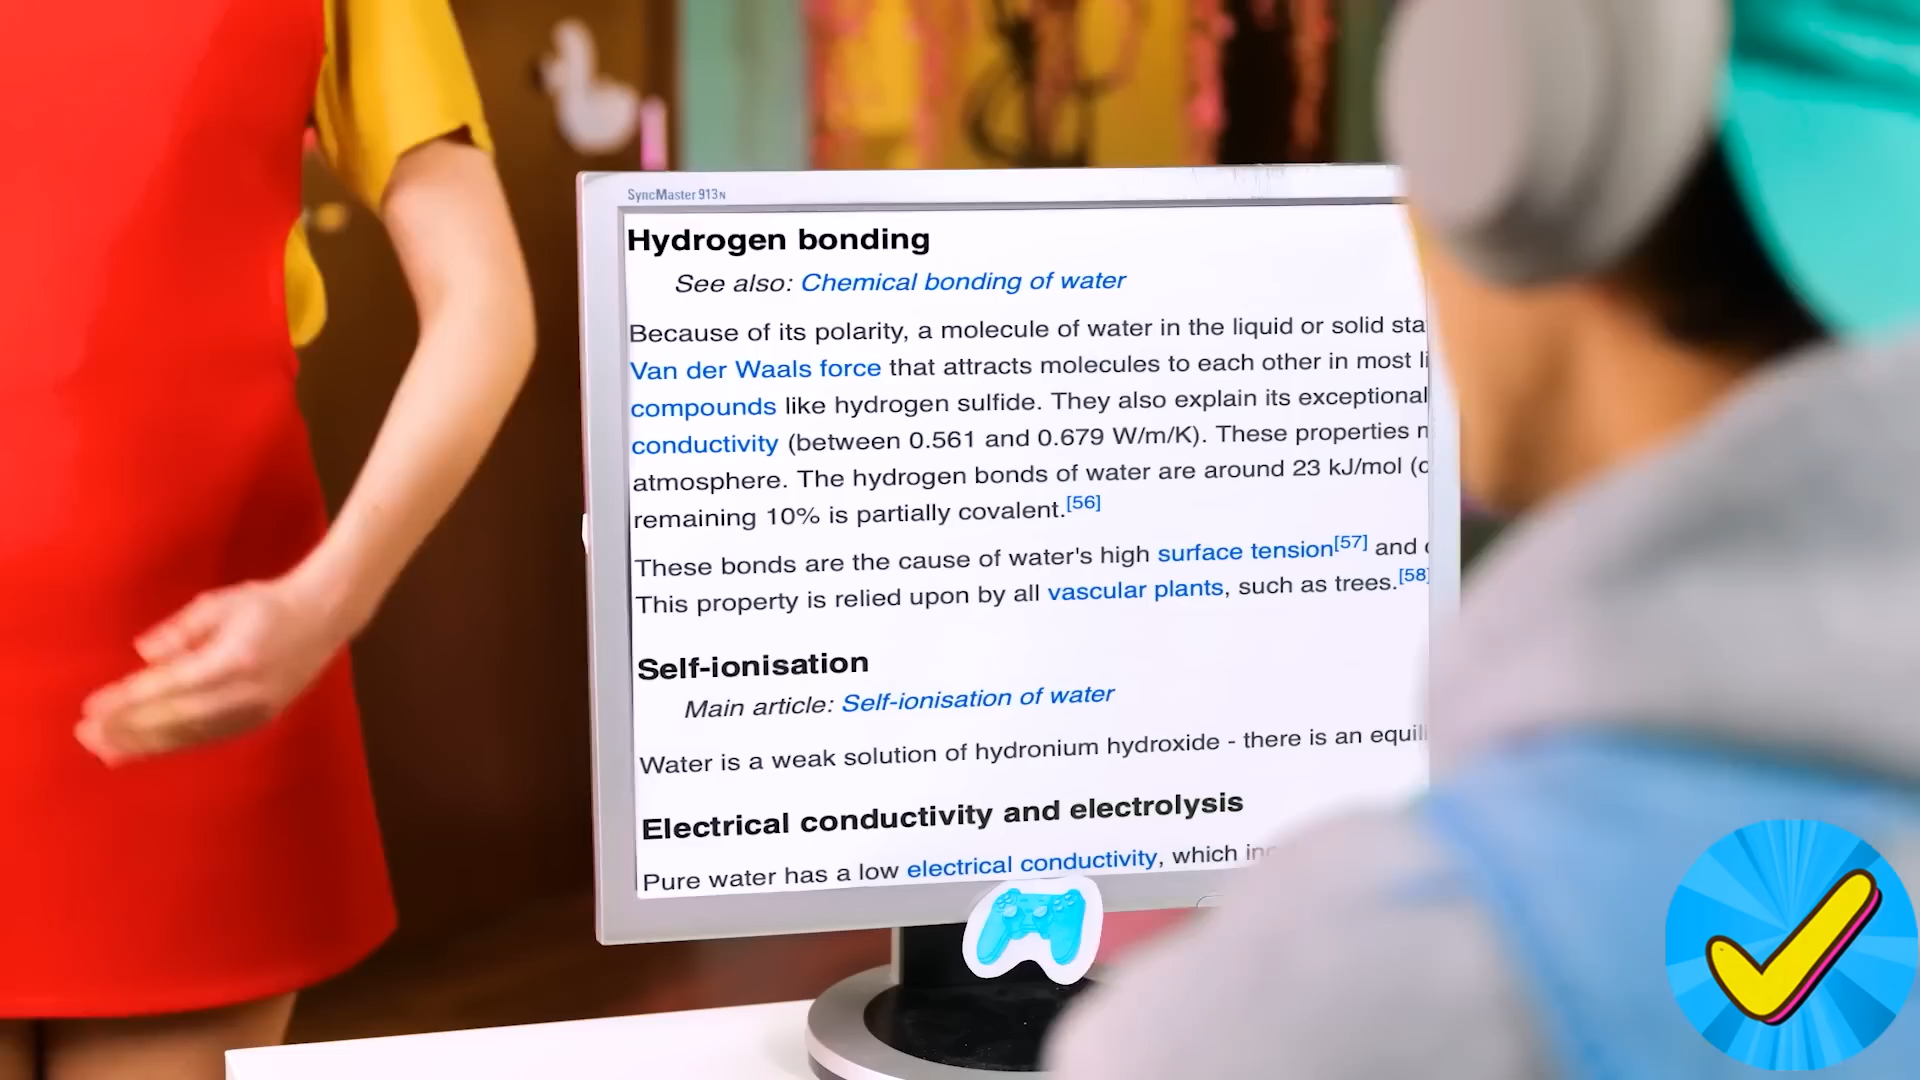 SyncMaster 913N
Hydrogen bonding
See also: Chemical bonding of water
Because of its polarity, a molecule of water in the liquid or solid sta
Van der Waals force that attracts molecules to each other in most li
compounds like hydrogen sulfide. They also explain its exceptional
conductivity (between 0.561 and 0.679 W/m/K). These properties
atmosphere. The hydrogen bonds of water are around 23 kJ/mol (
remaining 10% is partially covalent.[56]
These bonds are the cause of water's high surface tension[57] and
This property is relied upon by all vascular plants, such as trees.[58]
Self-ionisation
Main article: Self-ionisation of water
Water is a weak solution of hydronium hydroxide - there is an equili
Electrical conductivity and electrolysis
Pure water has a low electrical conductivity, which